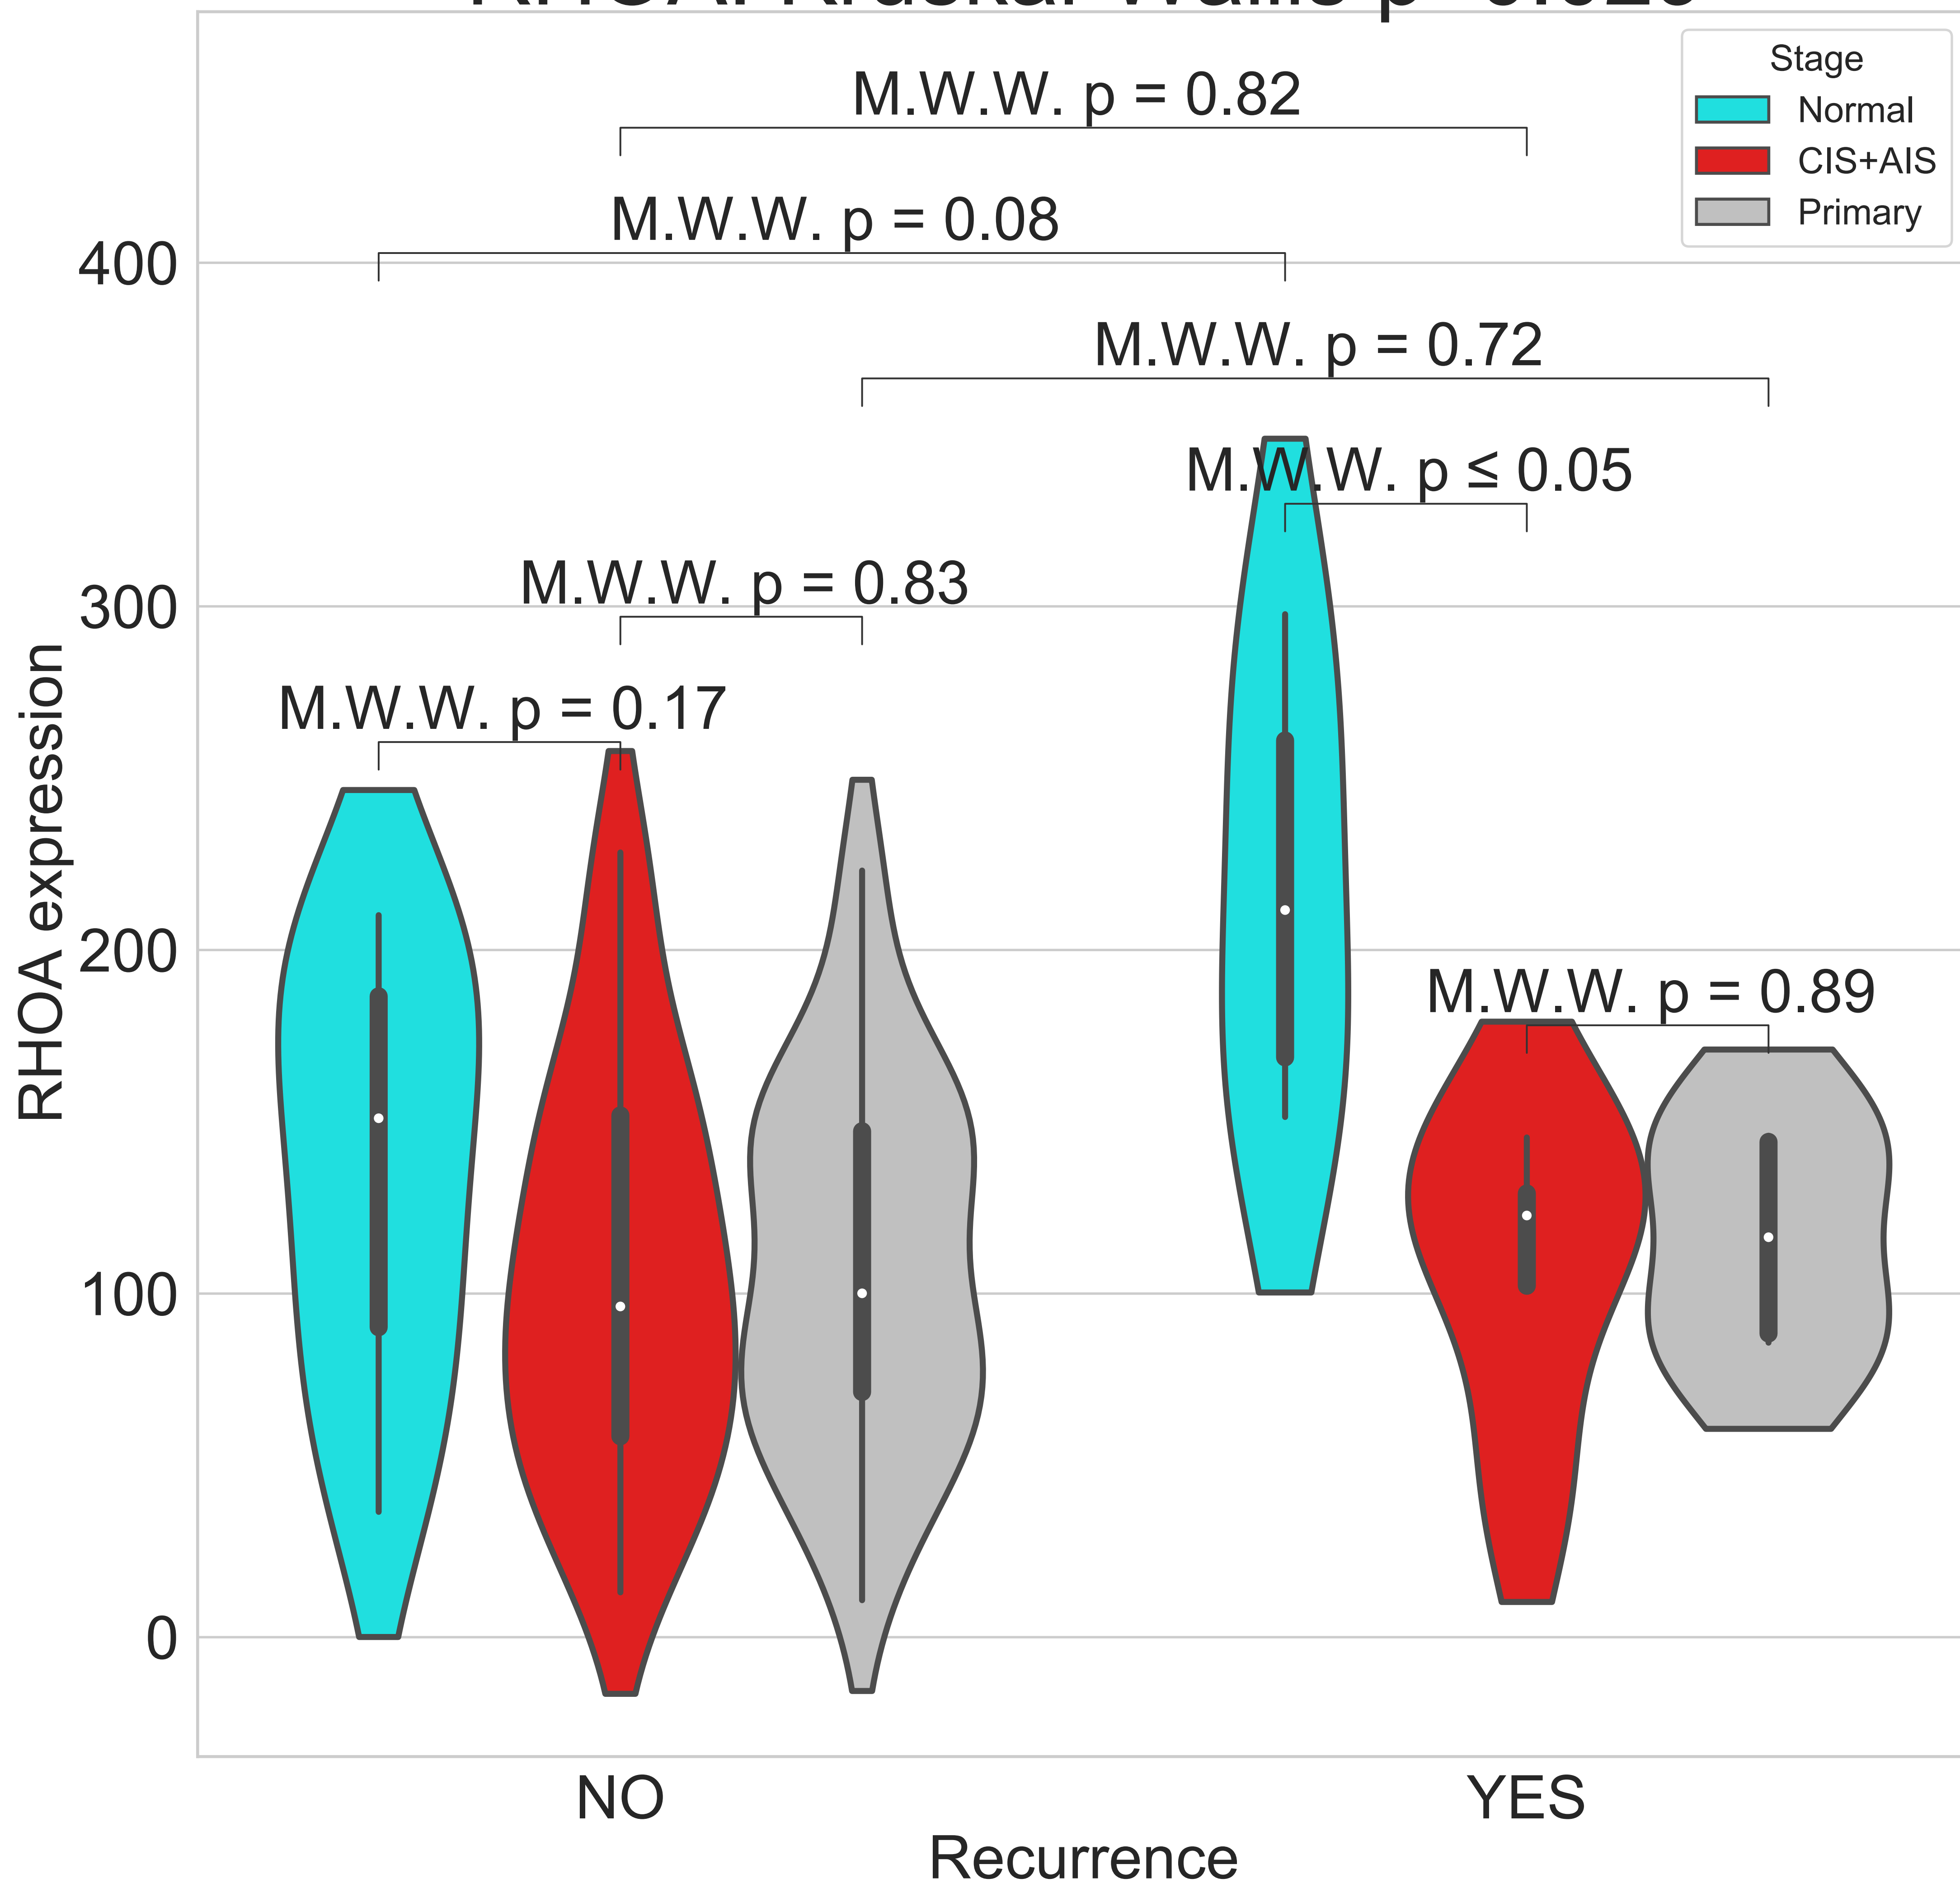 Stage
Normal
CIS+AIS
Primary
M.W.W. p = 0.82
M.W.W. p = 0.08
M.W.W. p = 0.72
M.W.W. p ≤ 0.05
M.W.W. p = 0.83
M.W.W. p = 0.17
M.W.W. p = 0.89
400
300
200
100
0
RHOA expression
NO
YES
Recurrence